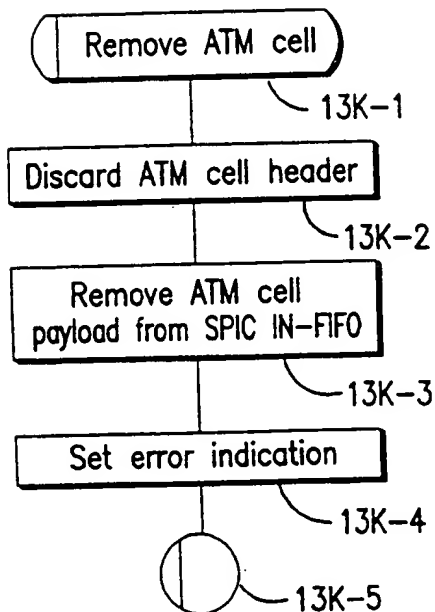 Remove ATM cell
13K-1
Discard ATM cell header
13K-2
Remove ATM cell
payload from SPIC IN-FIFO
13K-3
Set error indication
13K-4
13K-5